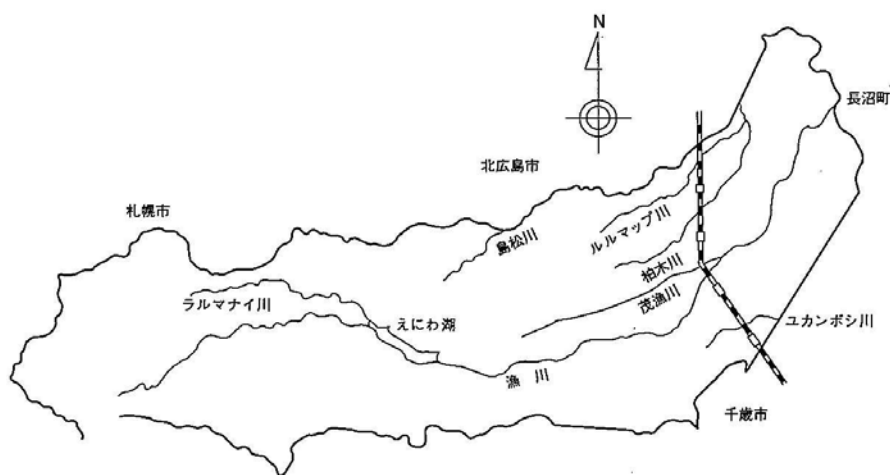 N
長沼町
北広島市
札幌市
島松川
ルルマップ川
柏木川
茂漁川
ラルマナイ川
えにわ湖
ユカンボシ川
漁川
千歳市